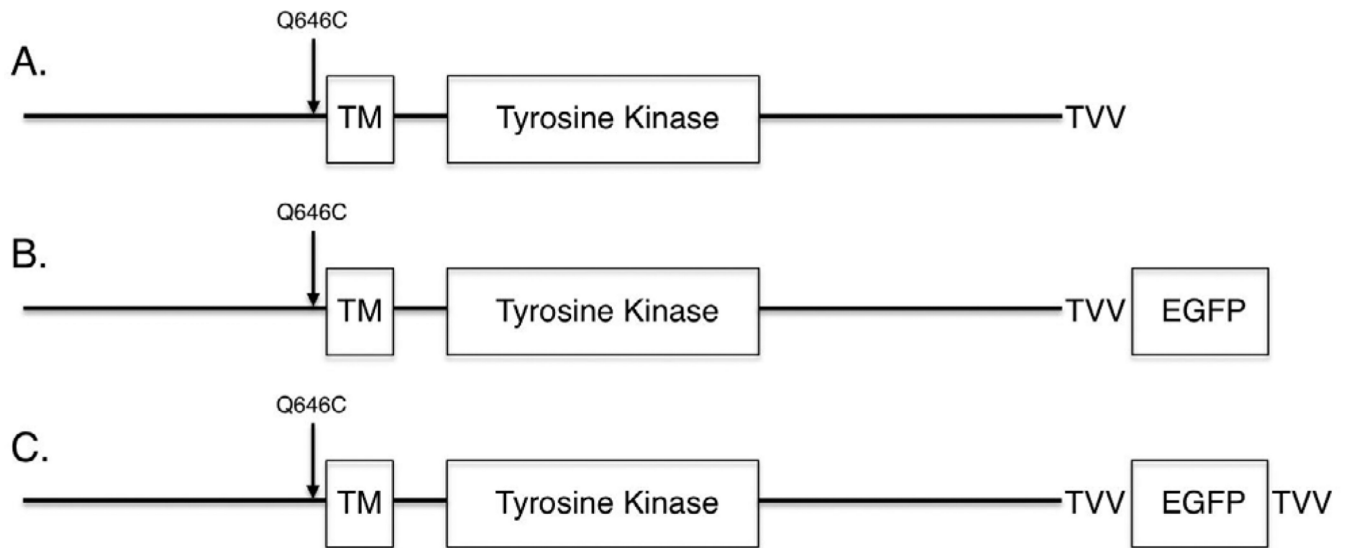 Q646C
A.
TM Tyrosine Kinase TVV
Q646C
B.
TM Tyrosine Kinase TVV EGFP
Q646C
C.
TM Tyrosine Kinase TVV EGFP TVV